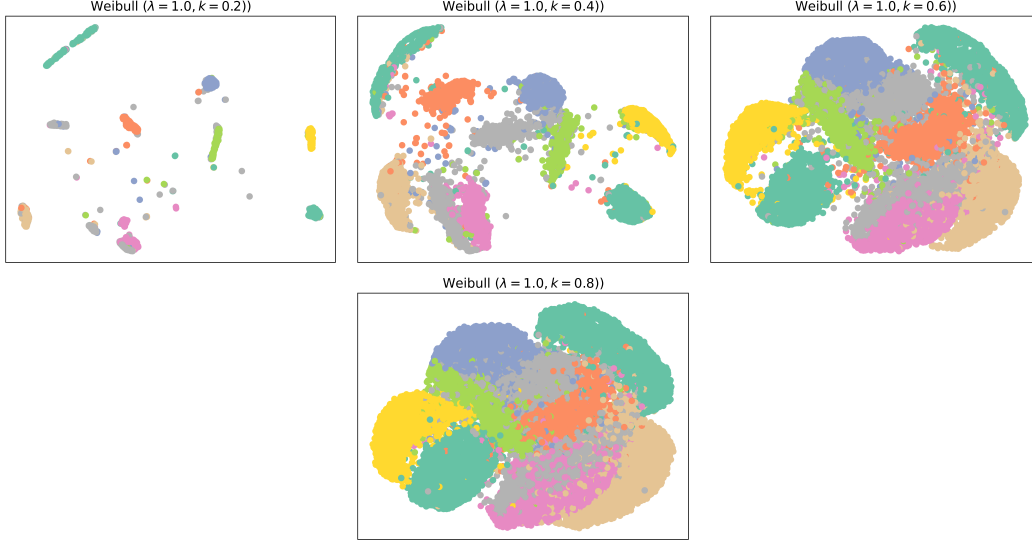 Weibull (λ = 1.0, k = 0.2))
Weibull (λ = 1.0, k = 0.4))
Weibull (λ = 1.0, k = 0.6))
Weibull (λ = 1.0, k = 0.8))